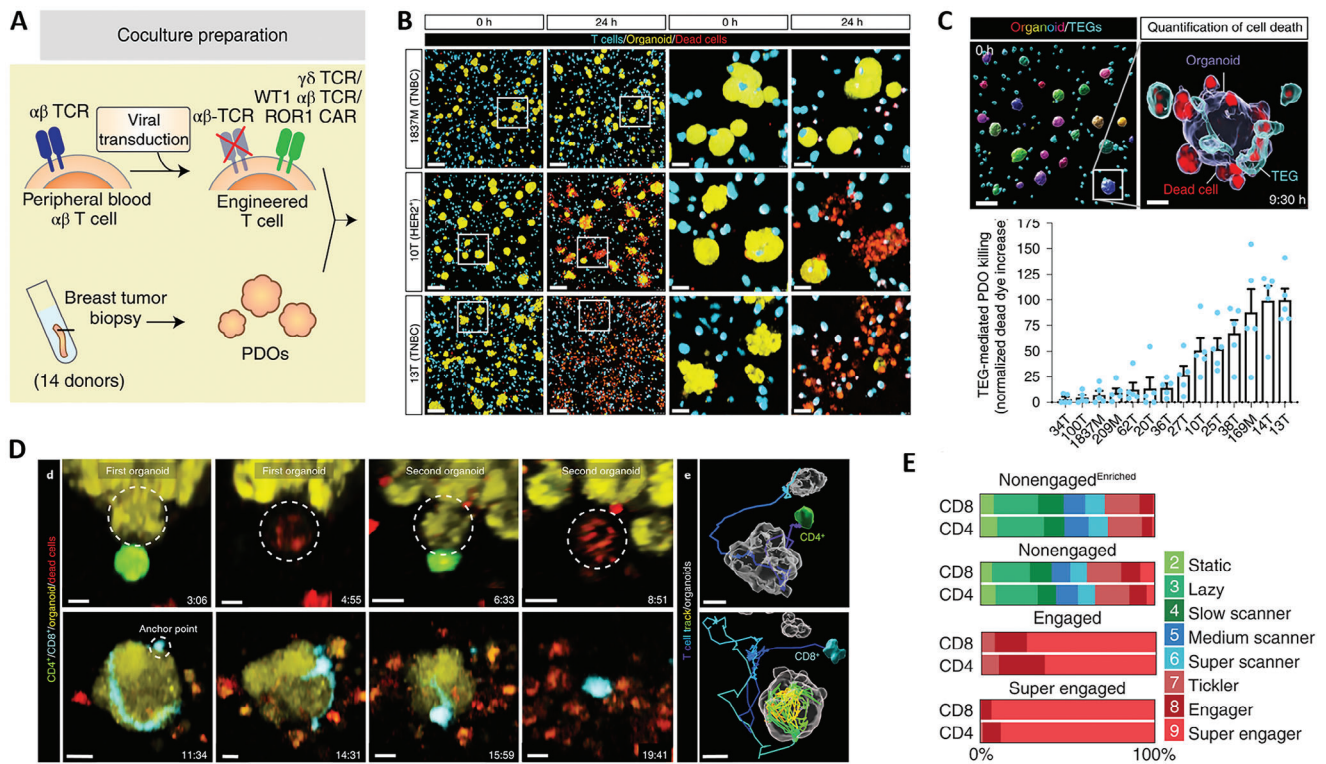 A
Coculture preparation
αβ TCR
Viral
transduction
αβ-TCR
γδ TCR/
WT1 αβ TCR/
ROR1 CAR
Peripheral blood
αβ T cell
Engineered
T cell
Breast tumor
biopsy
(14 donors)
PDOs
B
0 h
24 h
0 h
24 h
T cells/Organoid/Dead cells
1837M (TNBC)
10T (HER2⁺)
13T (TNBC)
C
Organoid/TEGs
Quantification of cell death
0 h
Organoid
TEG
Dead cell
9:30 h
TEG-mediated PDO killing
(normalized dead dye increase)
175
150
125
100
75
50
25
0
34T
100T
1837M
209M
62T
20T
36T
27T
10T
25T
38T
169M
14T
13T
D
d
First organoid
First organoid
Second organoid
Second organoid
e
CD4⁺/CD8⁺/organoid/dead cells
3:06
4:55
6:33
8:51
Anchor point
11:34
14:31
15:59
19:41
T cell track/organoids
CD4⁺
CD8⁺
E
Nonengaged^Enriched
CD8
CD4
Nonengaged
CD8
CD4
Engaged
CD8
CD4
Super engaged
CD8
CD4
0%
100%
2 Static
3 Lazy
4 Slow scanner
5 Medium scanner
6 Super scanner
7 Tickler
8 Engager
9 Super engager